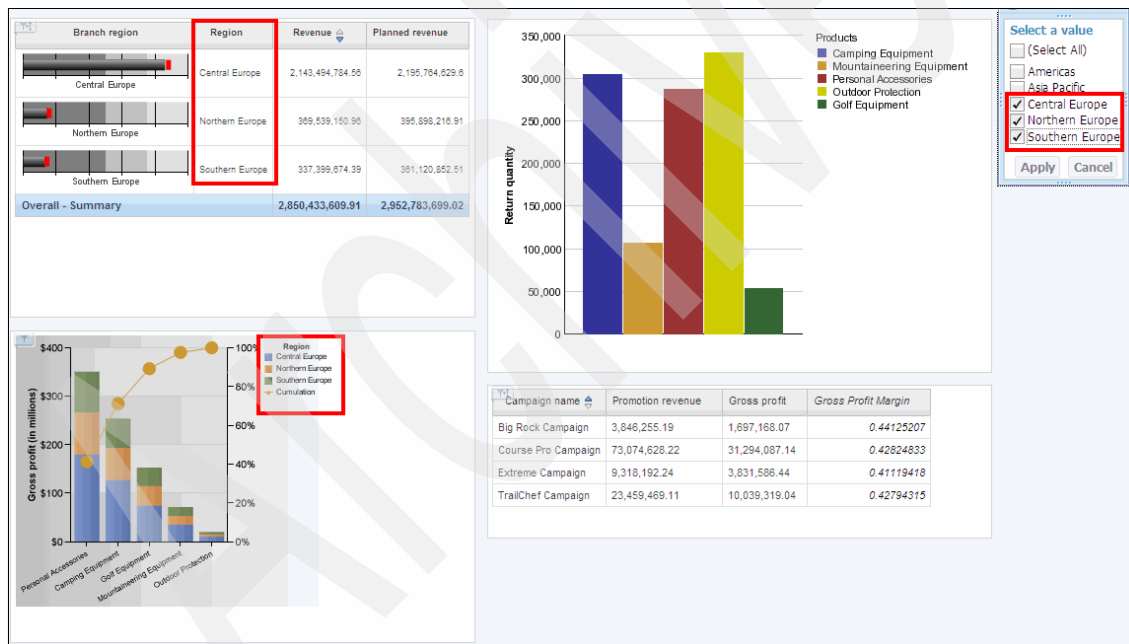 Branch region Region Revenue Planned revenue
Central Europe Central Europe 2,143,494,784.56 2,195,764,629.6
Northern Europe Northern Europe 369,539,150.96 395,898,216.91
Southern Europe Southern Europe 337,399,674.39 361,120,852.51
Overall - Summary 2,850,433,609.91 2,952,783,699.02
350,000
300,000
250,000
200,000
150,000
100,000
50,000
0
Return quantity
Products
Camping Equipment
Mountaineering Equipment
Personal Accessories
Outdoor Protection
Golf Equipment
Select a value
(Select All)
Americas
Asia Pacific
Central Europe
Northern Europe
Southern Europe
Apply Cancel
Gross profit (in millions)
$400
$300
$200
$100
$0
100%
80%
60%
40%
20%
0%
Personal Accessories
Camping Equipment
Golf Equipment
Mountaineering Equipment
Outdoor Protection
Region
Central Europe
Northern Europe
Southern Europe
Cumulation
Campaign name Promotion revenue Gross profit Gross Profit Margin
Big Rock Campaign 3,846,255.19 1,697,168.07 0.44125207
Course Pro Campaign 73,074,628.22 31,294,087.14 0.42824833
Extreme Campaign 9,318,192.24 3,831,586.44 0.41119418
TrailChef Campaign 23,459,469.11 10,039,319.04 0.42794315